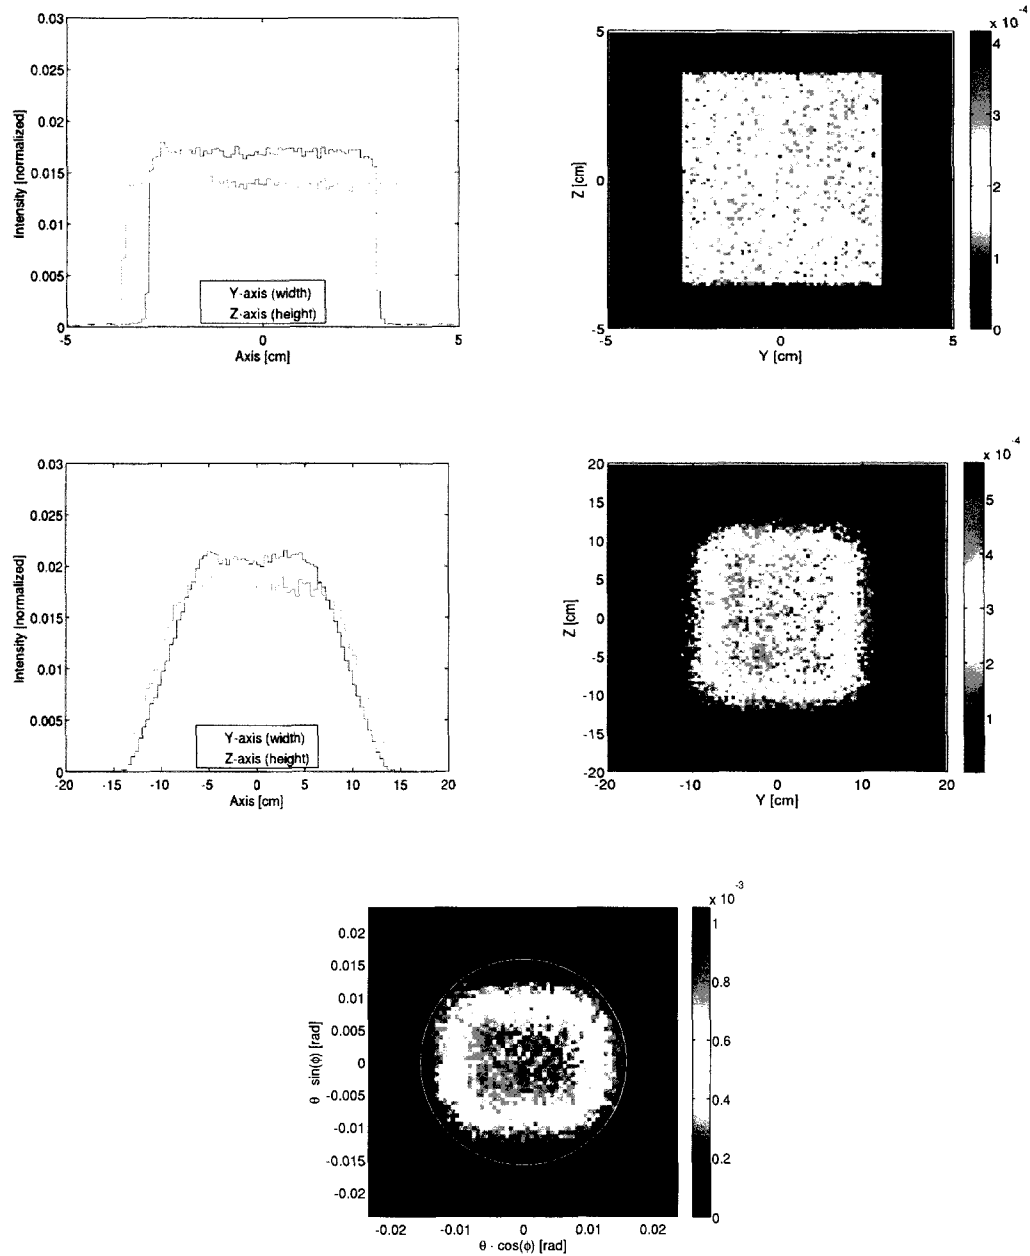 0.03
0.025
0.02
0.015
0.01
0.005
0
Intensity [normalized]
-5
0
5
Axis [cm]
Y-axis (width)
Z-axis (height)
x 10-4
5
0
-5
Z [cm]
-5
0
5
Y [cm]
4
3
2
1
0
0.03
0.025
0.02
0.015
0.01
0.005
0
Intensity [normalized]
-20 -15 -10 -5 0 5 10 15 20
Axis [cm]
Y-axis (width)
Z-axis (height)
x 10-4
20
15
10
5
0
-5
-10
-15
-20
Z [cm]
-20 -10 0 10 20
Y [cm]
5
4
3
2
1
x 10-3
0.02
0.015
0.01
0.005
0
-0.005
-0.01
-0.015
-0.02
θ sin(ϕ) [rad]
-0.02 -0.01 0 0.01 0.02
θ · cos(ϕ) [rad]
1
0.8
0.6
0.4
0.2
0